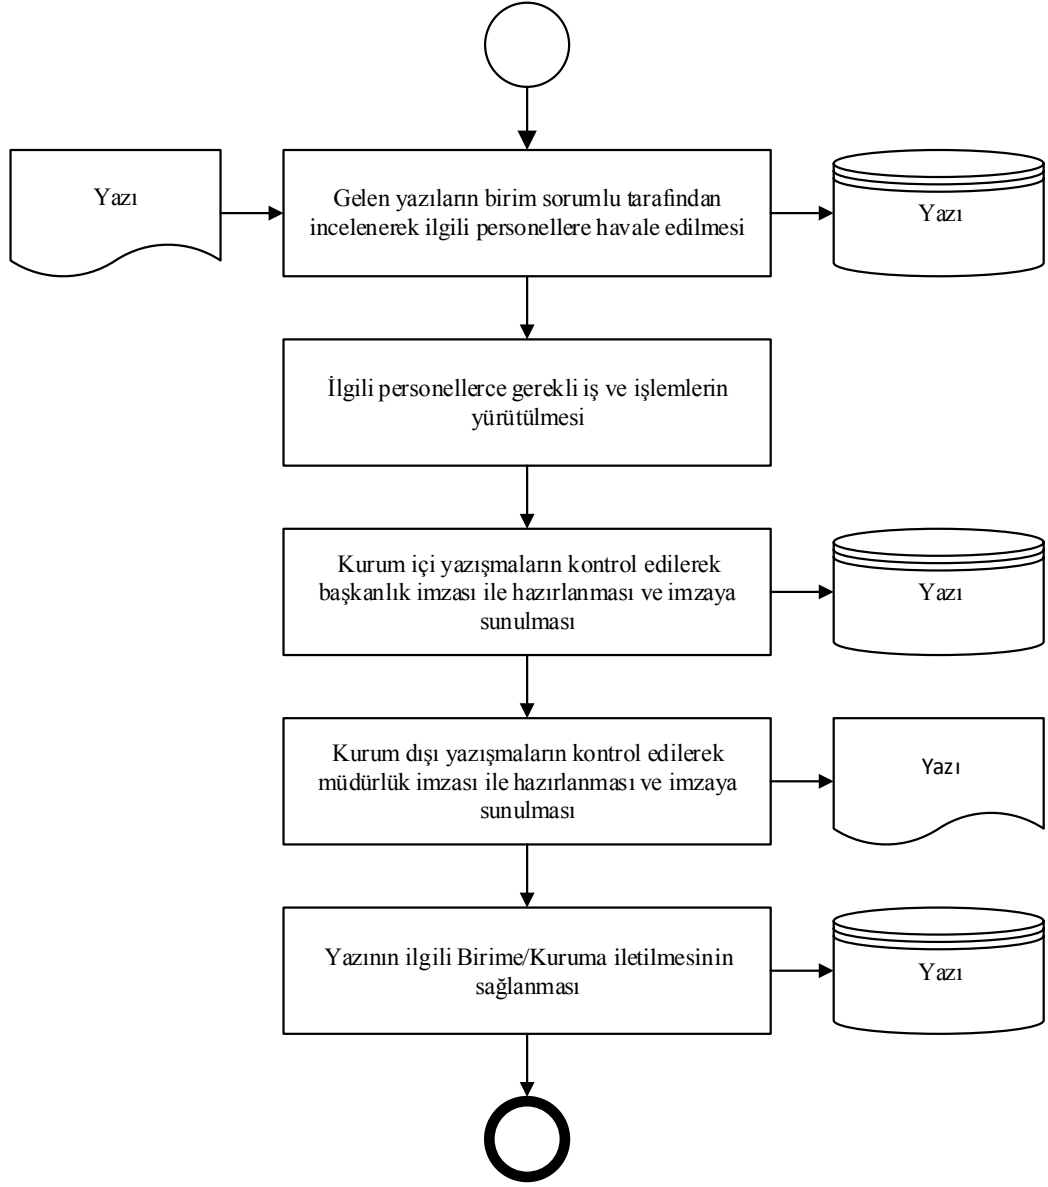 Yazı
Gelen yazıların birim sorumlu tarafından
incelenerek ilgili personellere havale edilmesi
Yazı
İlgili personellerce gerekli iş ve işlemlerin
yürütülmesi
Kurum içi yazışmaların kontrol edilerek
başkanlık imzası ile hazırlanması ve imzaya
sunulması
Yazı
Kurum dışı yazışmaların kontrol edilerek
müdürlük imzası ile hazırlanması ve imzaya
sunulması
Yazı
Yazının ilgili Birime/Kuruma iletilmesinin
sağlanması
Yazı